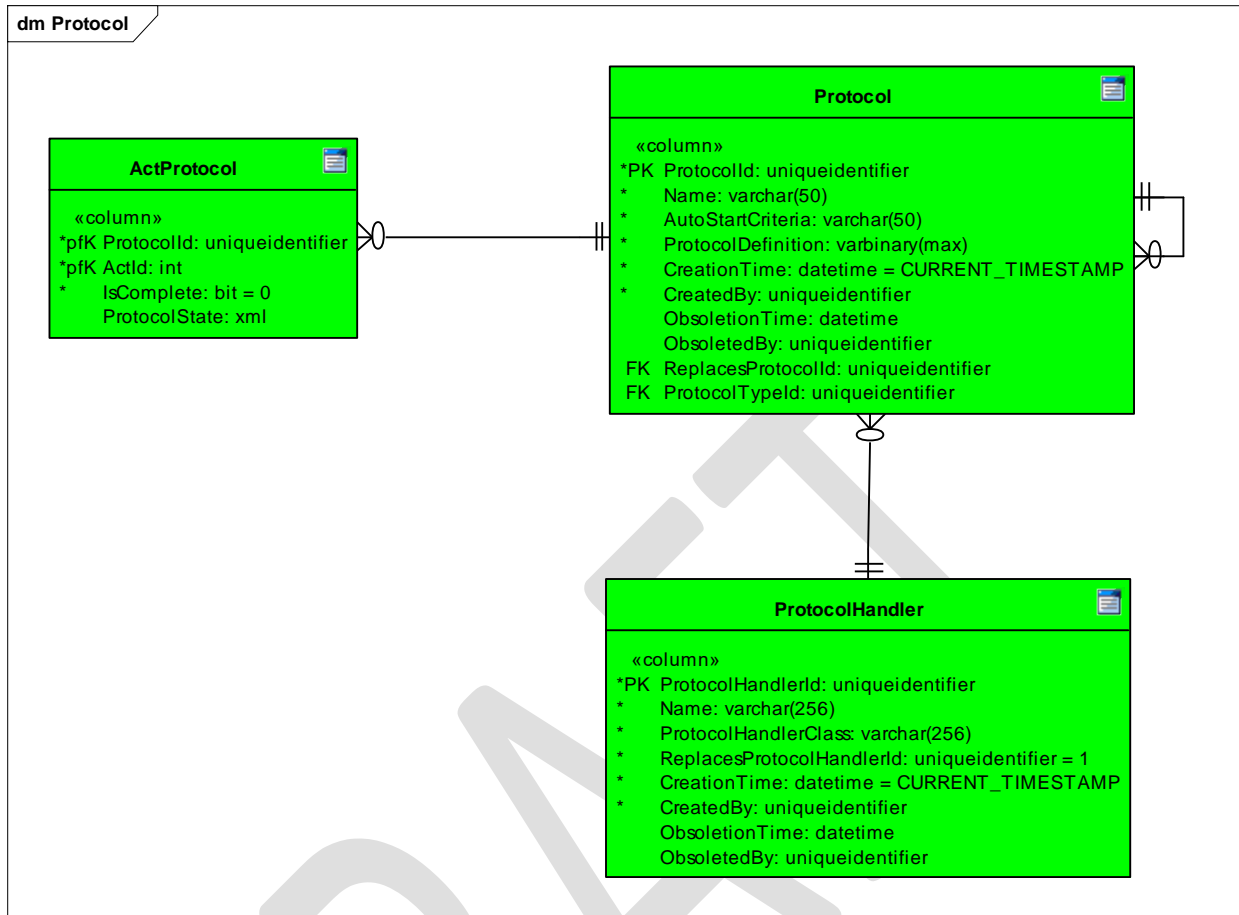 dm Protocol
ActProtocol
«column»
*pfK ProtocolId: uniqueidentifier
*pfK ActId: int
* IsComplete: bit = 0
ProtocolState: xml
Protocol
«column»
*PK ProtocolId: uniqueidentifier
* Name: varchar(50)
* AutoStartCriteria: varchar(50)
* ProtocolDefinition: varbinary(max)
* CreationTime: datetime = CURRENT_TIMESTAMP
* CreatedBy: uniqueidentifier
ObsoletionTime: datetime
ObsoletedBy: uniqueidentifier
FK ReplacesProtocolId: uniqueidentifier
FK ProtocolTypeId: uniqueidentifier
ProtocolHandler
«column»
*PK ProtocolHandlerId: uniqueidentifier
* Name: varchar(256)
* ProtocolHandlerClass: varchar(256)
* ReplacesProtocolHandlerId: uniqueidentifier = 1
* CreationTime: datetime = CURRENT_TIMESTAMP
* CreatedBy: uniqueidentifier
ObsoletionTime: datetime
ObsoletedBy: uniqueidentifier